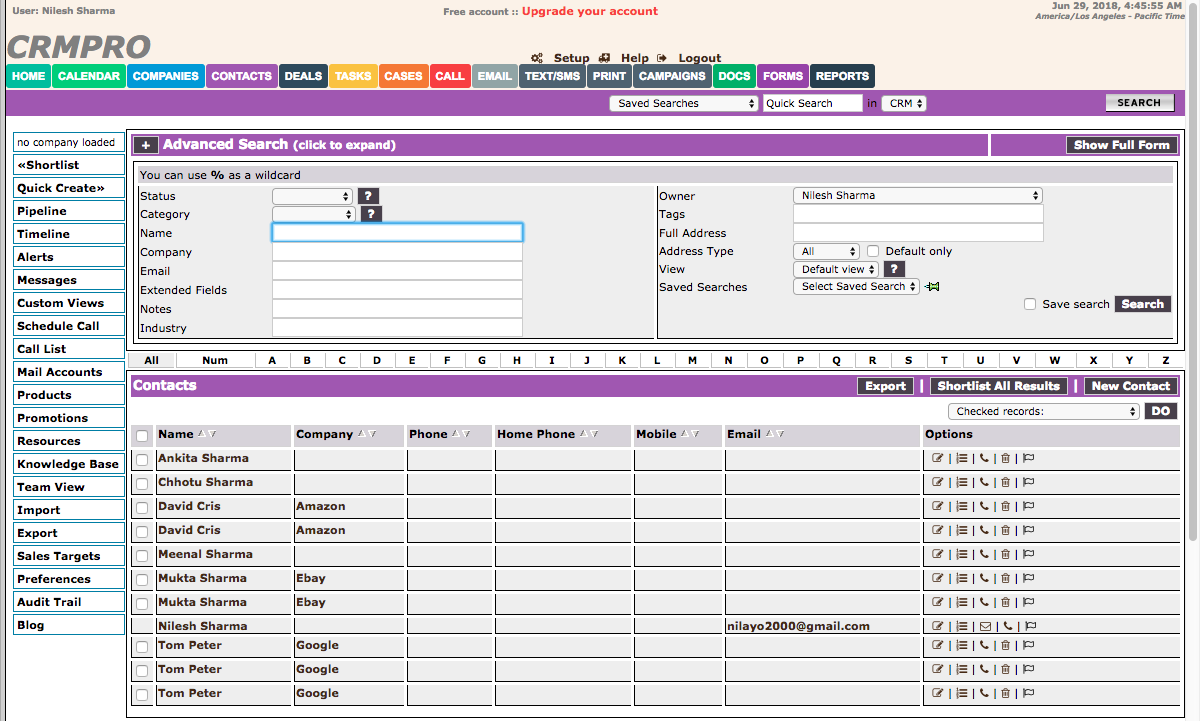 User: Nilesh Sharma
Free account :: Upgrade your account
Jun 29, 2018, 4:45:55 AM
America/Los Angeles - Pacific Time
CRMPRO
Setup Help Logout
HOME CALENDAR COMPANIES CONTACTS DEALS TASKS CASES CALL EMAIL TEXT/SMS PRINT CAMPAIGNS DOCS FORMS REPORTS
Saved Searches Quick Search in CRM SEARCH
no company loaded
«Shortlist
Quick Create»
Pipeline
Timeline
Alerts
Messages
Custom Views
Schedule Call
Call List
Mail Accounts
Products
Promotions
Resources
Knowledge Base
Team View
Import
Export
Sales Targets
Preferences
Audit Trail
Blog
+ Advanced Search (click to expand) Show Full Form
You can use % as a wildcard
Status ?
Category ?
Name
Company
Email
Extended Fields
Notes
Industry
Owner Nilesh Sharma
Tags
Full Address
Address Type All Default only
View Default view ?
Saved Searches Select Saved Search
Save search Search
All Num A B C D E F G H I J K L M N O P Q R S T U V W X Y Z
Contacts Export | Shortlist All Results | New Contact
Checked records: DO
Name Company Phone Home Phone Mobile Email Options
Ankita Sharma
Chhotu Sharma
David Cris Amazon
David Cris Amazon
Meenal Sharma
Mukta Sharma Ebay
Mukta Sharma Ebay
Nilesh Sharma nilayo2000@gmail.com
Tom Peter Google
Tom Peter Google
Tom Peter Google